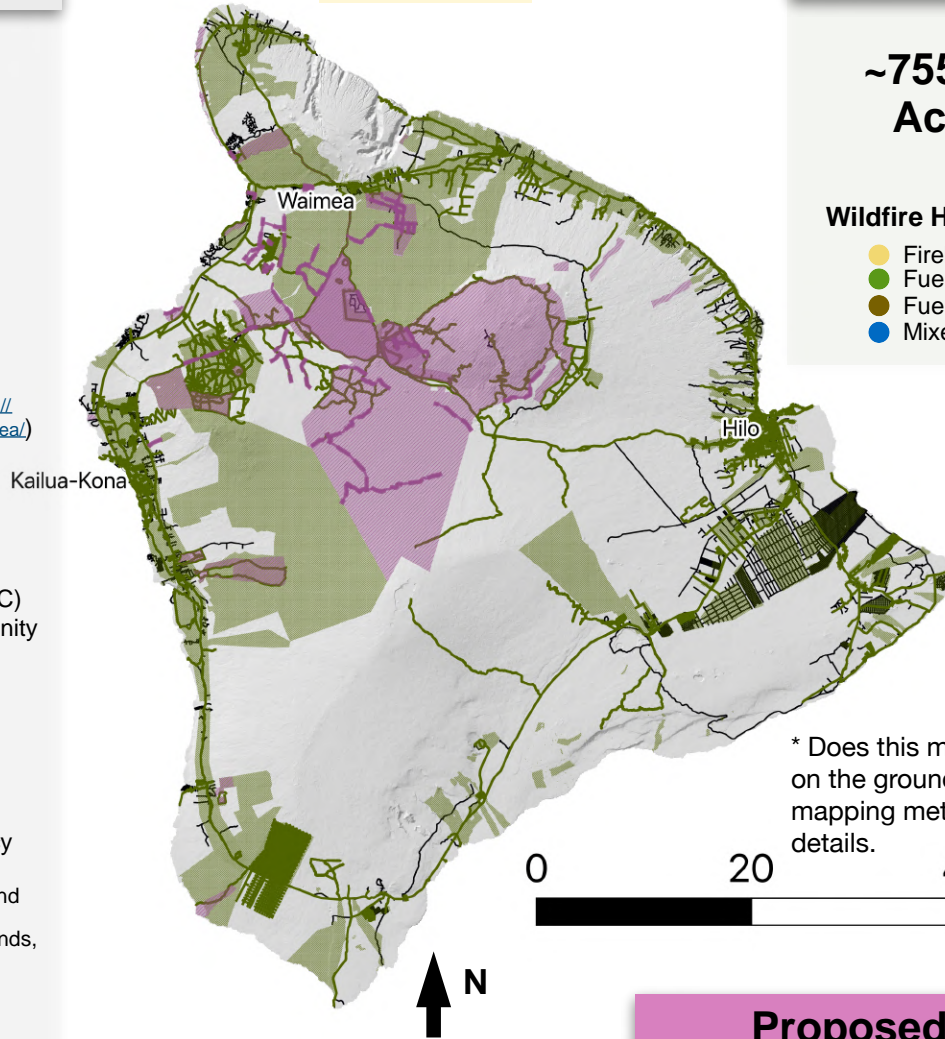 ~755
Ac
Waimea
Wildfire H
Fire
Fue
Fue
Mixe
//
ea/)
Hilo
Kailua-Kona
C)
nity
* Does this m
on the ground
mapping met
details.
y
nd
nds,
0 20
N
Proposed